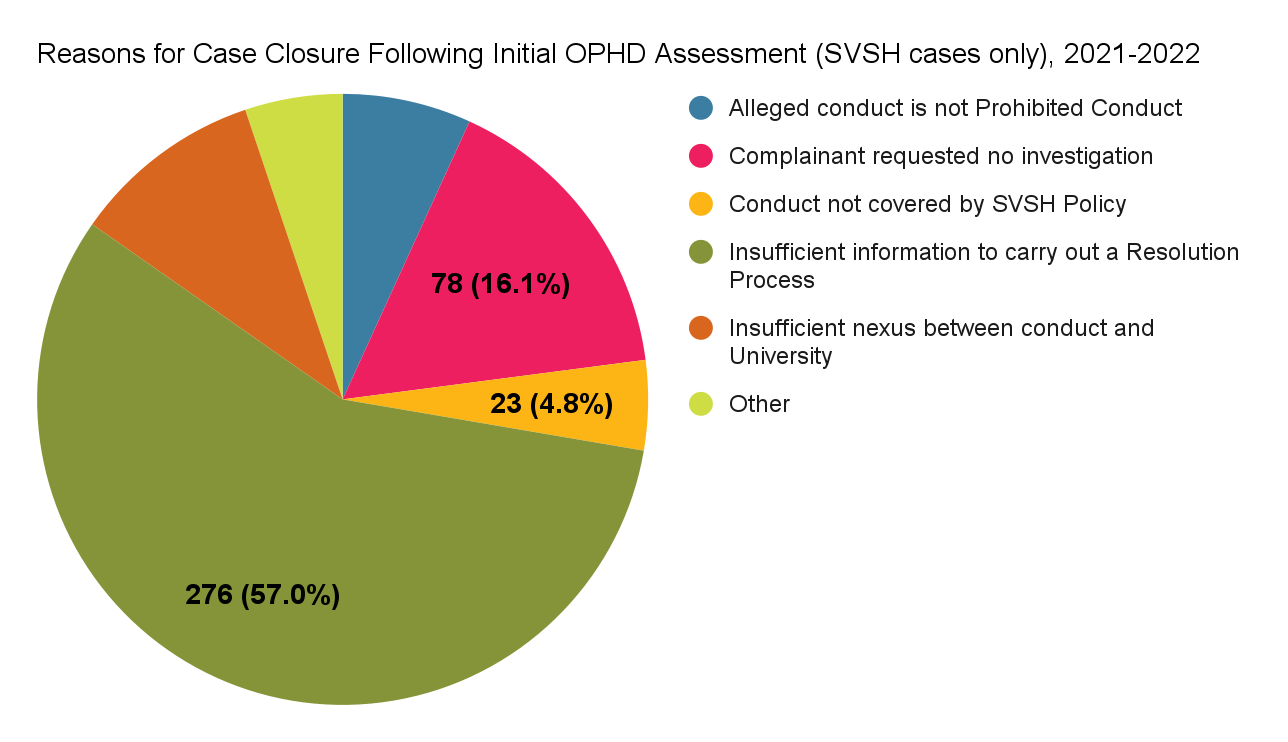 Reasons for Case Closure Following Initial OPHD Assessment (SVSH cases only), 2021-2022
Alleged conduct is not Prohibited Conduct
Complainant requested no investigation
Conduct not covered by SVSH Policy
Insufficient information to carry out a Resolution
Process
Insufficient nexus between conduct and
University
Other
78 (16.1%)
23 (4.8%)
276 (57.0%)